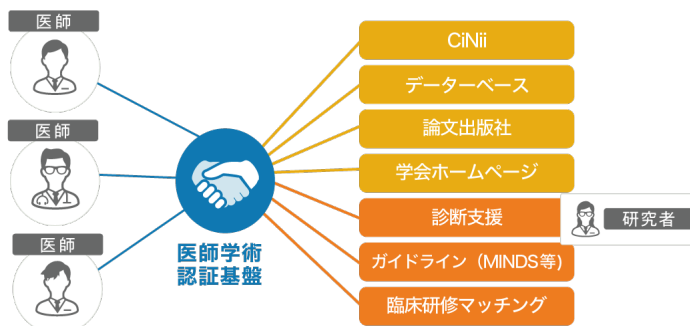 医師
医師
医師
医師学術
認証基盤
CiNii
データーベース
論文出版社
学会ホームページ
診断支援
ガイドライン（MINDS等)
臨床研修マッチング
研究者